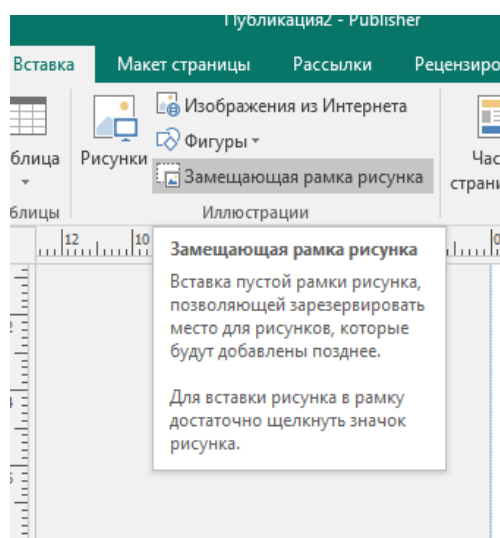 Публикация2 - Publisher
Вставка Макет страницы Рассылки Рецензиро
Изображения из Интернета
Фигуры
блица Рисунки Час
Замещающая рамка рисунка страни
блицы Иллюстрации
12 10 0
Замещающая рамка рисунка
Вставка пустой рамки рисунка,
позволяющей зарезервировать
место для рисунков, которые
будут добавлены позднее.
Для вставки рисунка в рамку
достаточно щелкнуть значок
рисунка.